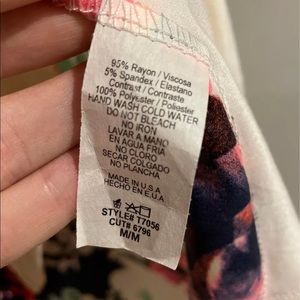 95% Rayon / Viscosa
5% Spandex / Elastano
Contrast / Contraste
100% Polyester / Poliester
HAND WASH COLD WATER
DO NOT BLEACH
NO IRON
LAVAR A MANO
EN AGUA FRIA
NO CLORO
SECAR COLGADO
NO PLANCHA
MADE IN U.S.A
HECHO EN E.U.A
STYLE# T7056
CUT# 6796
M/M